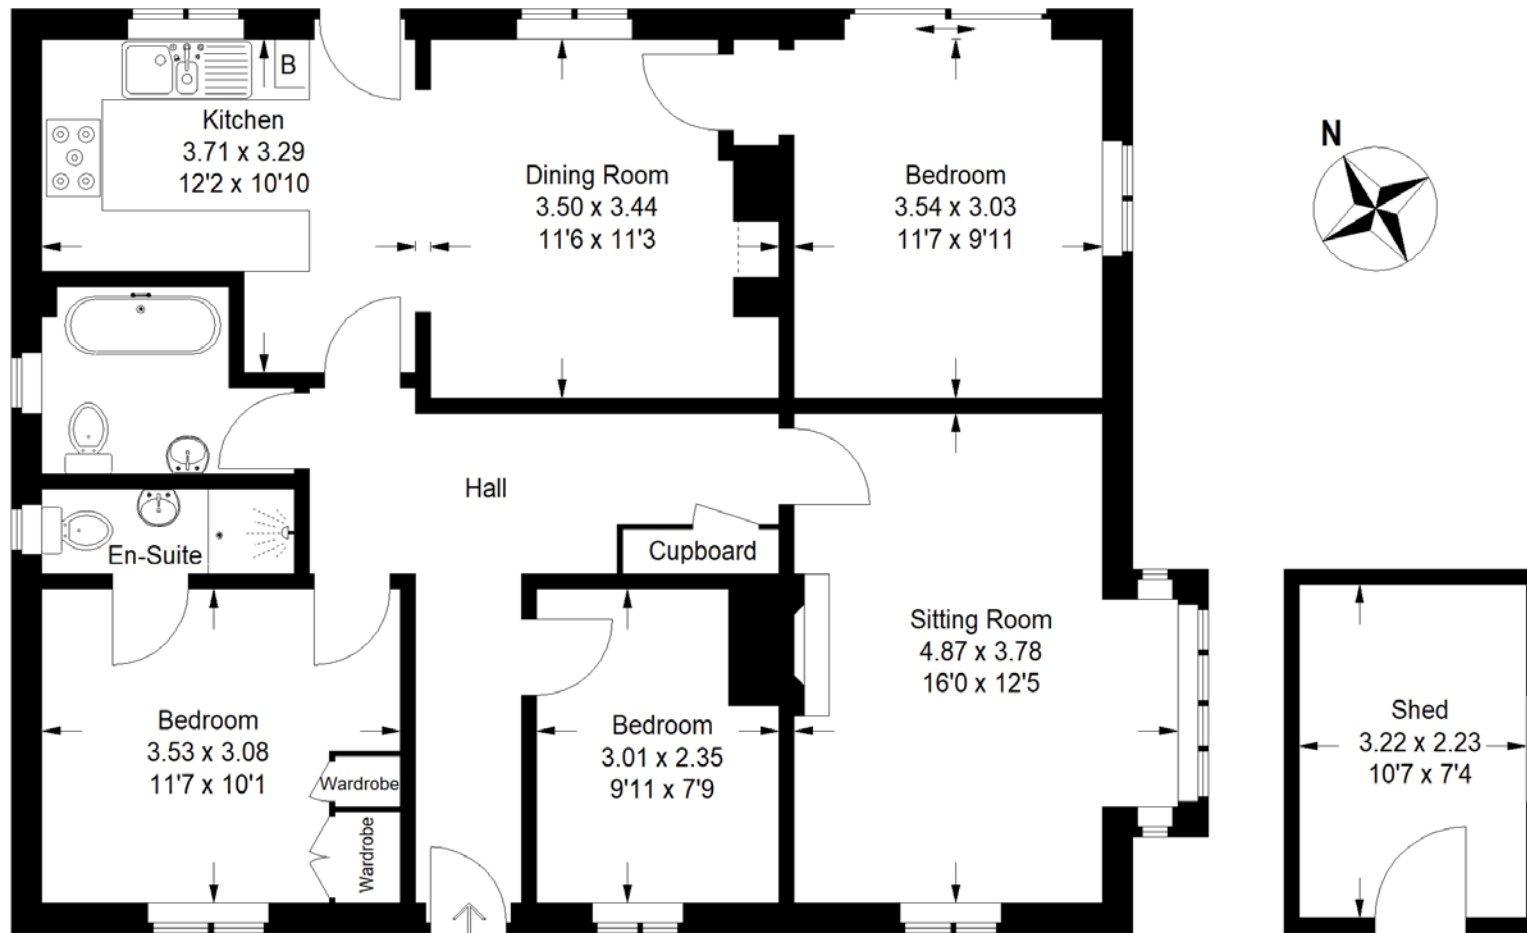 B
Kitchen
3.71 x 3.29
12'2 x 10'10
Dining Room
3.50 x 3.44
11'6 x 11'3
Bedroom
3.54 x 3.03
11'7 x 9'11
N
Hall
En-Suite
Cupboard
Bedroom
3.53 x 3.08
11'7 x 10'1
Wardrobe
Wardrobe
Bedroom
3.01 x 2.35
9'11 x 7'9
Sitting Room
4.87 x 3.78
16'0 x 12'5
Shed
3.22 x 2.23
10'7 x 7'4